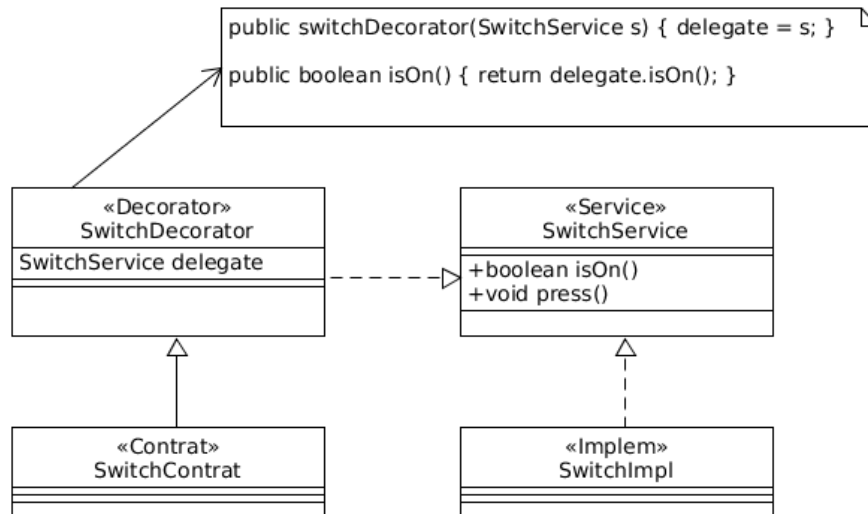 public switchDecorator(SwitchService s) { delegate = s; }
public boolean isOn() { return delegate.isOn(); }
«Decorator»
SwitchDecorator
SwitchService delegate
«Service»
SwitchService
+boolean isOn()
+void press()
«Contrat»
SwitchContrat
«Implem»
SwitchImpl